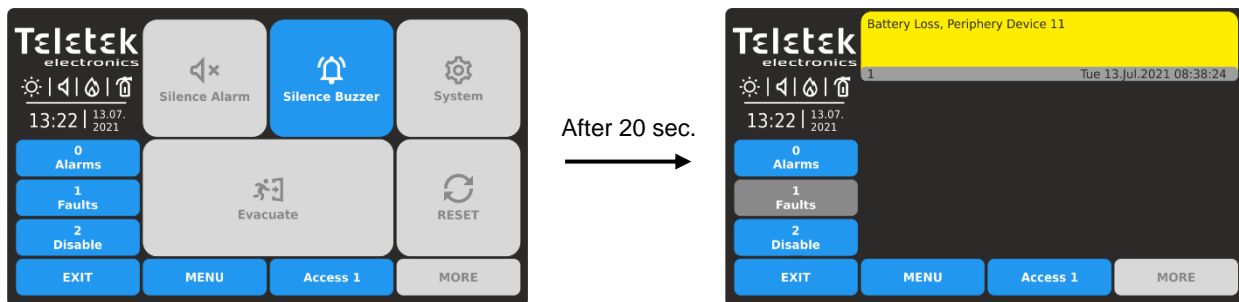 Teletek
electronics
13:22 13.07.
2021
Silence Alarm
Silence Buzzer
System
0
Alarms
1
Faults
2
Disable
Evacuate
RESET
EXIT
MENU
Access 1
MORE
After 20 sec.
Teletek
electronics
13:22 13.07.
2021
Battery Loss, Periphery Device 11
1 Tue 13.Jul.2021 08:38:24
0
Alarms
1
Faults
2
Disable
EXIT
MENU
Access 1
MORE